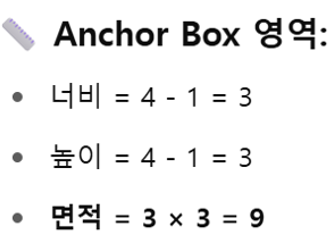 Anchor Box 영역:
너비 = 4 - 1 = 3
높이 = 4 - 1 = 3
면적 = 3 × 3 = 9